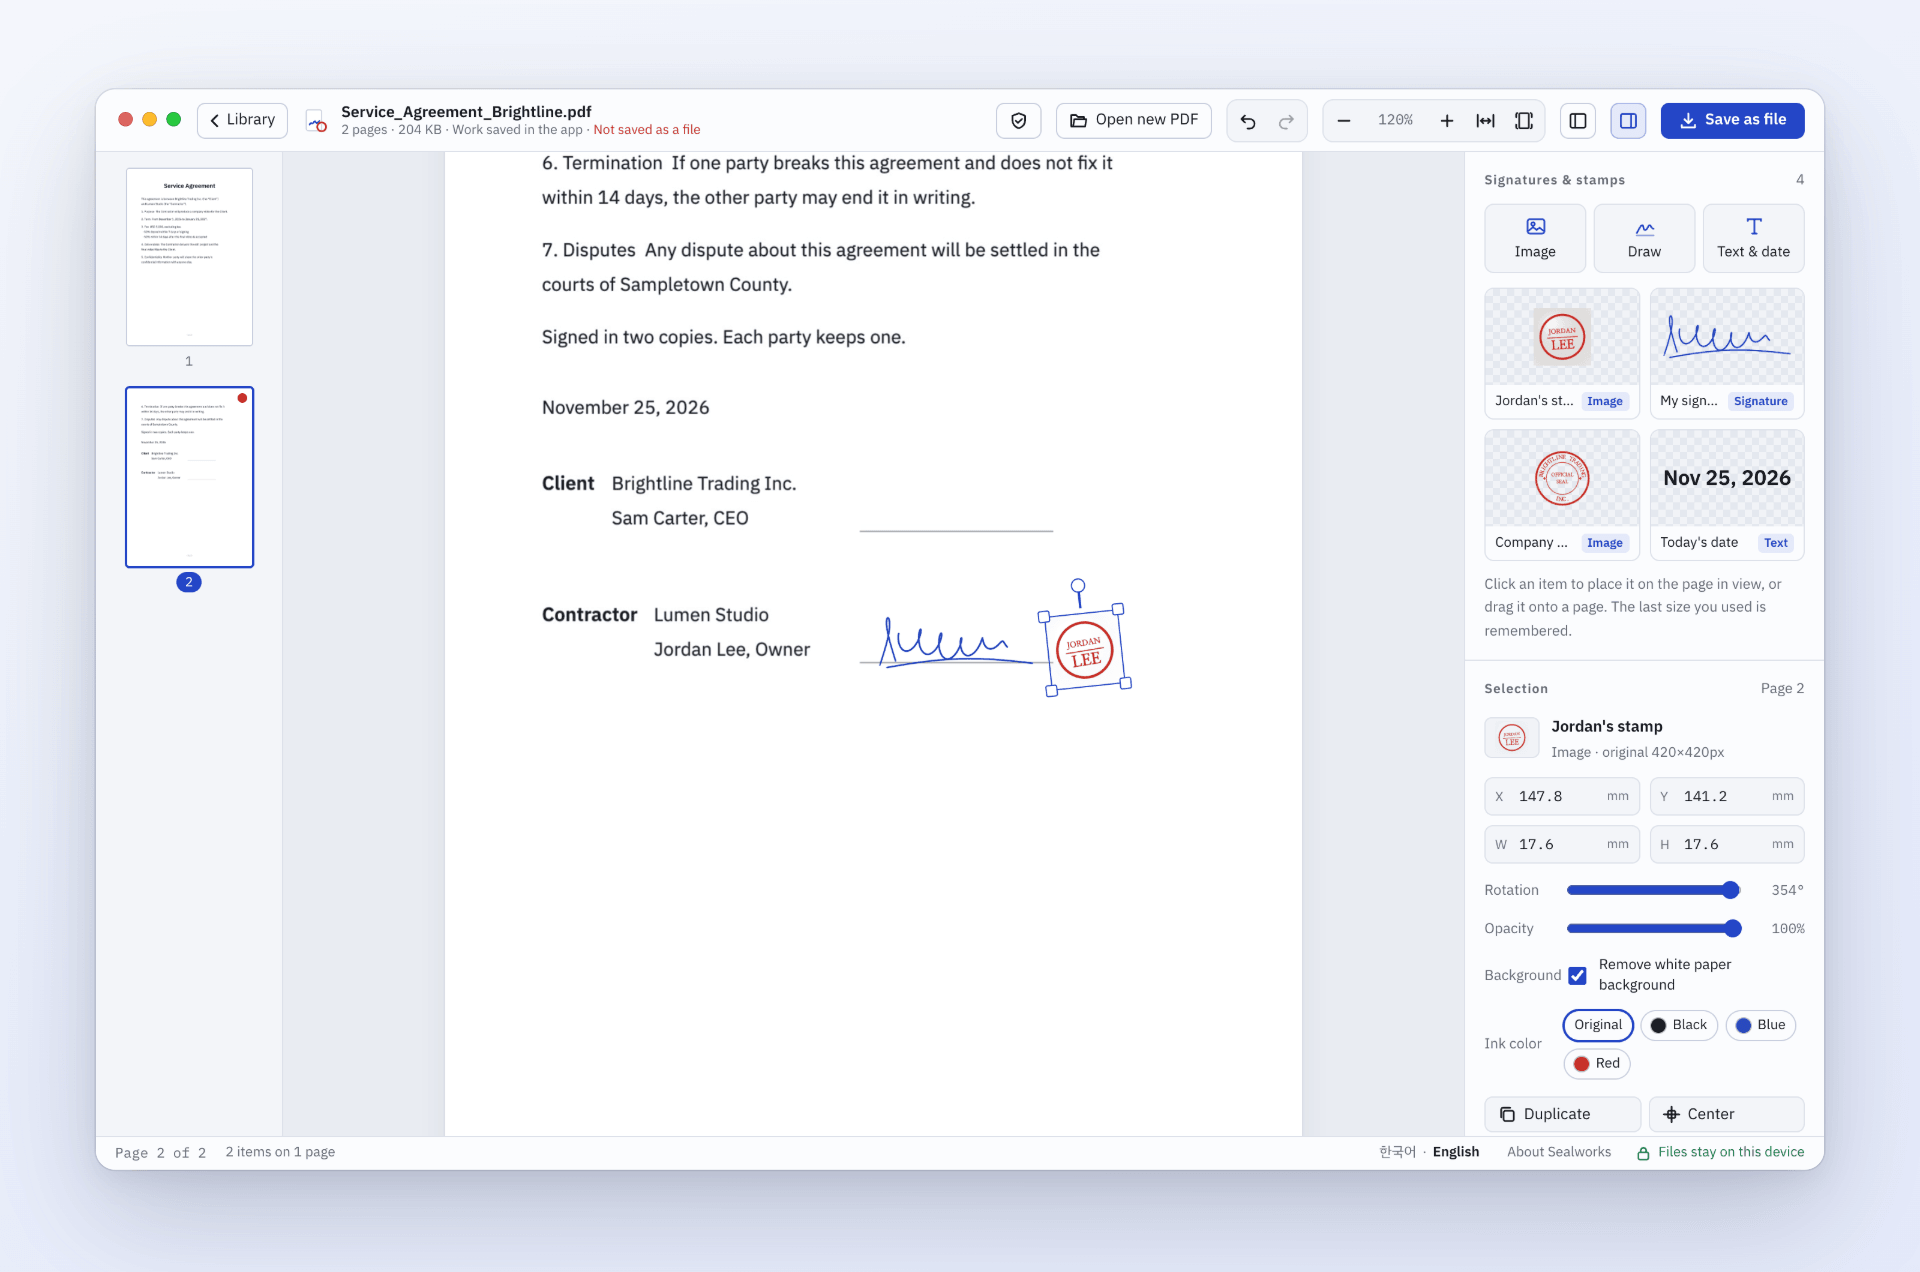 Library
Service_Agreement_Brightline.pdf
2 pages · 204 KB · Work saved in the app · Not saved as a file
Open new PDF
120%
Save as file
Service Agreement
1
2
6. Termination If one party breaks this agreement and does not fix it
within 14 days, the other party may end it in writing.
7. Disputes Any dispute about this agreement will be settled in the
courts of Sampletown County.
Signed in two copies. Each party keeps one.
November 25, 2026
Client Brightline Trading Inc.
Sam Carter, CEO
Contractor Lumen Studio
Jordan Lee, Owner
JORDAN
LEE
Signatures & stamps 4
Image
Draw
Text & date
JORDAN
LEE
Jordan's st... Image
My sign... Signature
BRIGHTLINE TRADING
OFFICIAL
SEAL
INC.
Company ... Image
Nov 25, 2026
Today's date Text
Click an item to place it on the page in view, or
drag it onto a page. The last size you used is
remembered.
Selection Page 2
JORDAN
LEE
Jordan's stamp
Image · original 420×420px
X 147.8 mm
Y 141.2 mm
W 17.6 mm
H 17.6 mm
Rotation 354°
Opacity 100%
Background Remove white paper
background
Ink color Original Black Blue
Red
Duplicate
Center
Page 2 of 2 2 items on 1 page
한국어 · English About Sealworks Files stay on this device